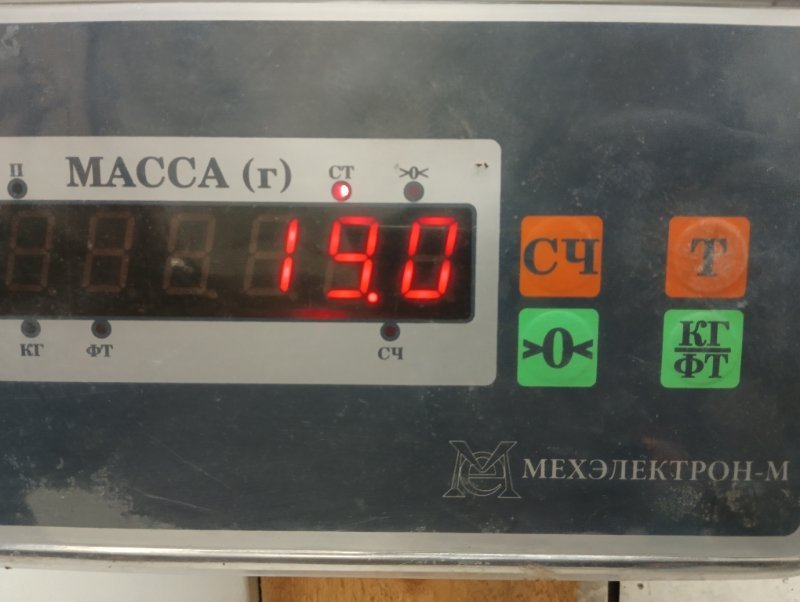 П МАССА (г) СТ >0<
19.0
КГ ФТ СЧ
СЧ Т
>0< КГ
ФТ
МЕХЭЛЕКТРОН-М